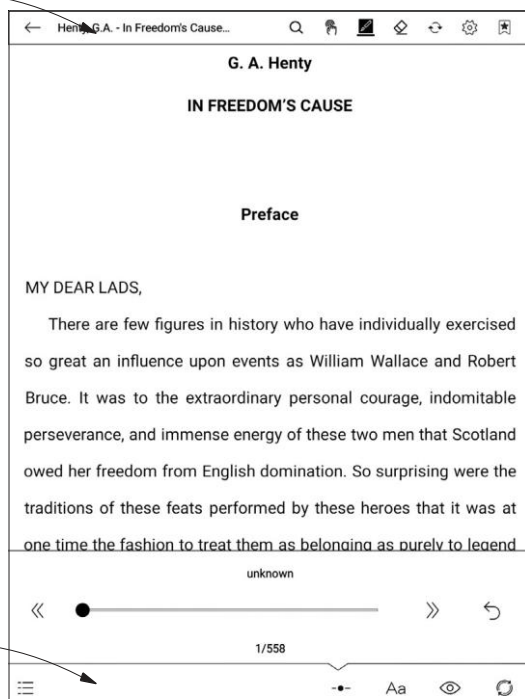 Henty, G.A. - In Freedom's Cause...
G. A. Henty
IN FREEDOM'S CAUSE
Preface
MY DEAR LADS,
There are few figures in history who have individually exercised
so great an influence upon events as William Wallace and Robert
Bruce. It was to the extraordinary personal courage, indomitable
perseverance, and immense energy of these two men that Scotland
owed her freedom from English domination. So surprising were the
traditions of these feats performed by these heroes that it was at
one time the fashion to treat them as belonging as purely to legend
unknown
1/558
Aa